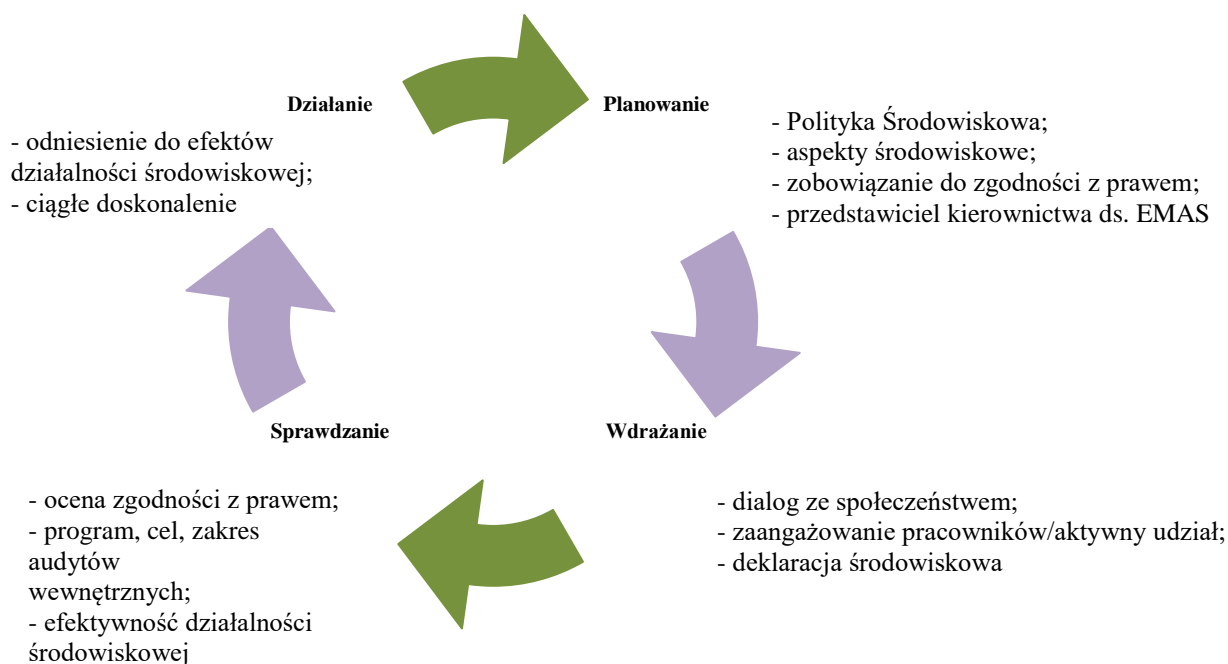 Działanie
- odniesienie do efektów
działalności środowiskowej;
- ciągłe doskonalenie
Planowanie
- Polityka Środowiskowa;
- aspekty środowiskowe;
- zobowiązanie do zgodności z prawem;
- przedstawiciel kierownictwa ds. EMAS
Sprawdzanie
- ocena zgodności z prawem;
- program, cel, zakres
audytów
wewnętrznych;
- efektywność działalności
środowiskowej
Wdrażanie
- dialog ze społeczeństwem;
- zaangażowanie pracowników/aktywny udział;
- deklaracja środowiskowa